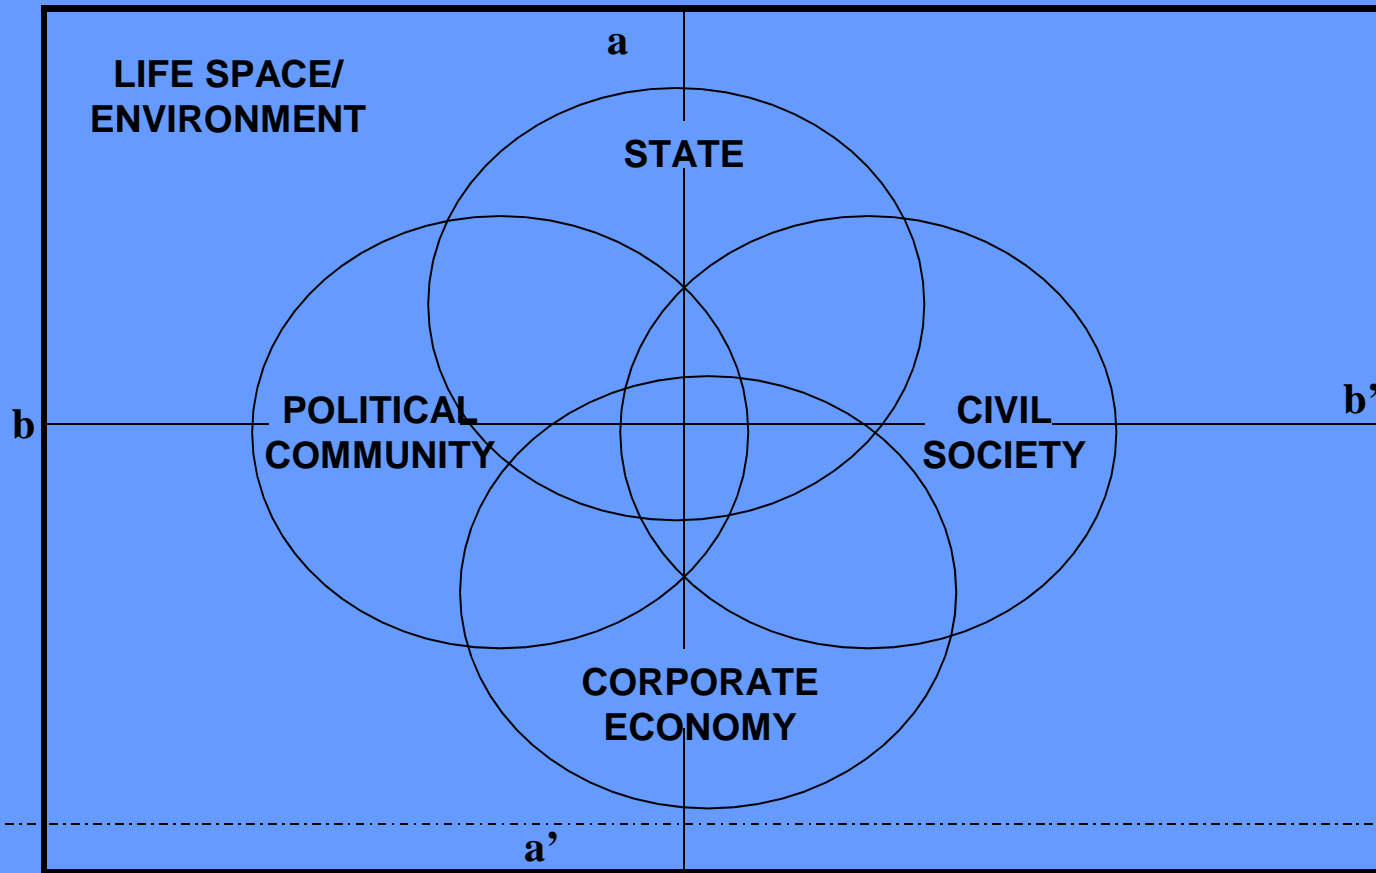 a
LIFE SPACE/
ENVIRONMENT
STATE
b’
POLITICAL
COMMUNITY
CIVIL
SOCIETY
b
CORPORATE
ECONOMY
a’